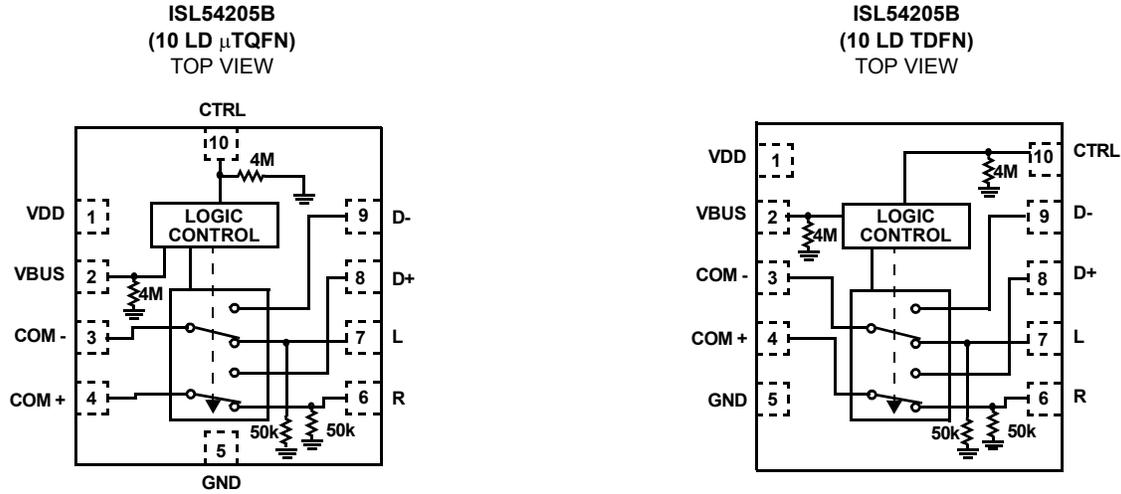 ISL54205B
(10 LD μTQFN)
TOP VIEW
CTRL
10
4M
VDD
1
LOGIC
CONTROL
9
D-
VBUS
2
4M
8
D+
COM -
3
7
L
COM +
4
6
R
50k
50k
5
GND
ISL54205B
(10 LD TDFN)
TOP VIEW
VDD
1
10
CTRL
4M
VBUS
2
4M
LOGIC
CONTROL
9
D-
COM -
3
8
D+
COM +
4
7
L
GND
5
6
R
50k
50k